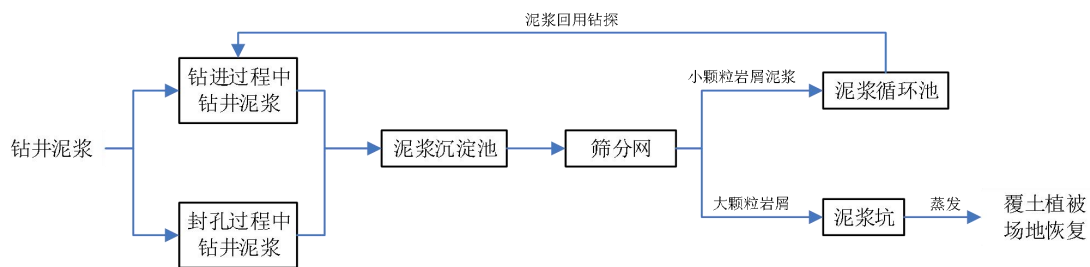 泥浆回用钻探
钻进过程中
钻井泥浆
小颗粒岩屑泥浆
泥浆循环池
钻井泥浆
泥浆沉淀池
筛分网
封孔过程中
钻井泥浆
大颗粒岩屑
泥浆坑
蒸发
覆土植被
场地恢复